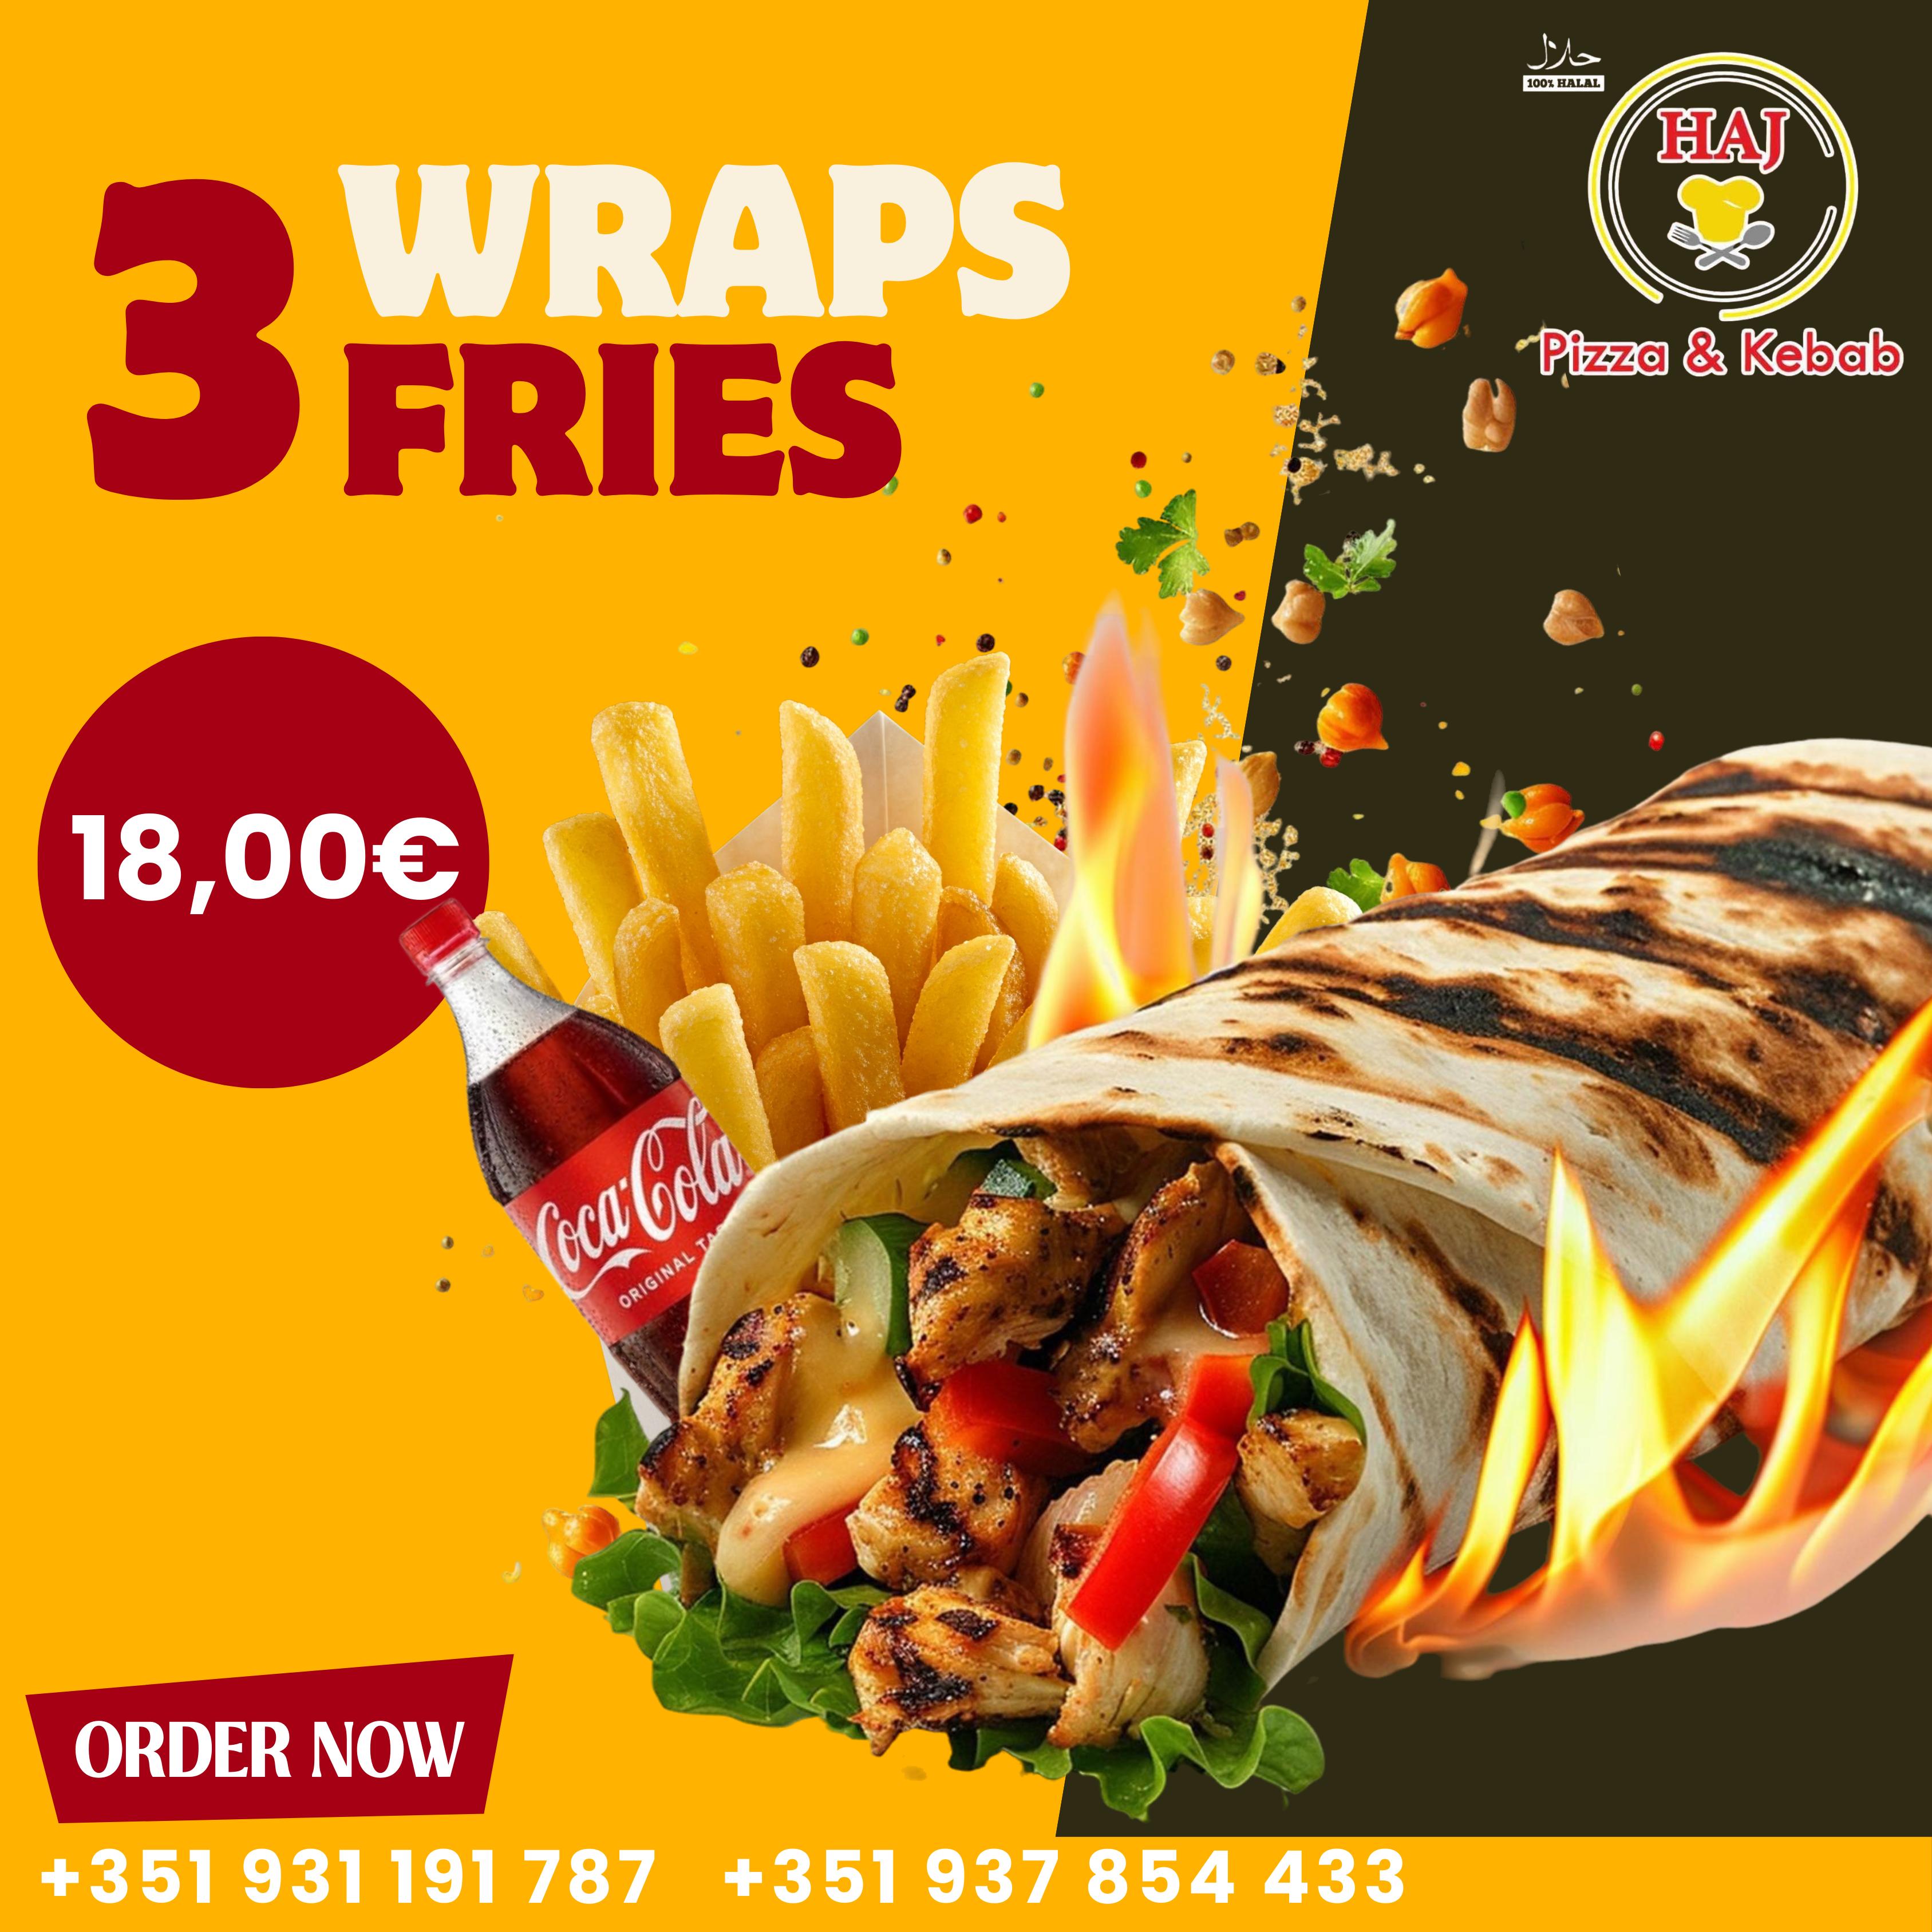 حلال
100% HALAL
HAJ
Pizza & Kebab
3 WRAPS
FRIES
18,00€
Coca-Cola
ORIGINAL TA
ORDER NOW
+351 931 191 787 +351 937 854 433